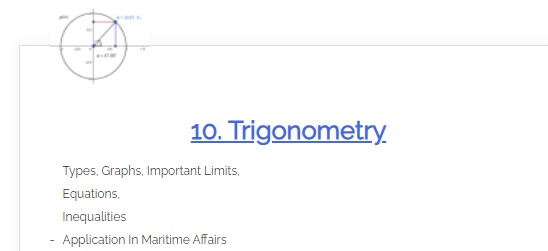 10. Trigonometry
Types, Graphs, Important Limits,
Equations,
Inequalities
- Application In Maritime Affairs